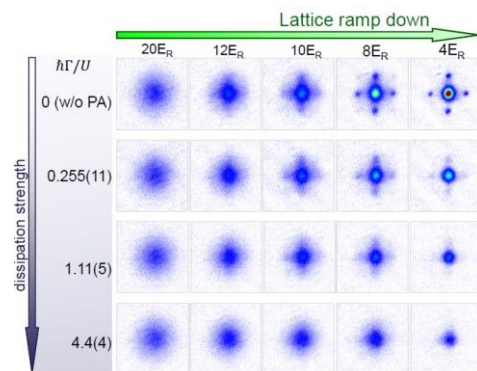 Lattice ramp down
20E_R 12E_R 10E_R 8E_R 4E_R
ħΓ/U
0 (w/o PA)
0.255(11)
1.11(5)
4.4(4)
dissipation strength